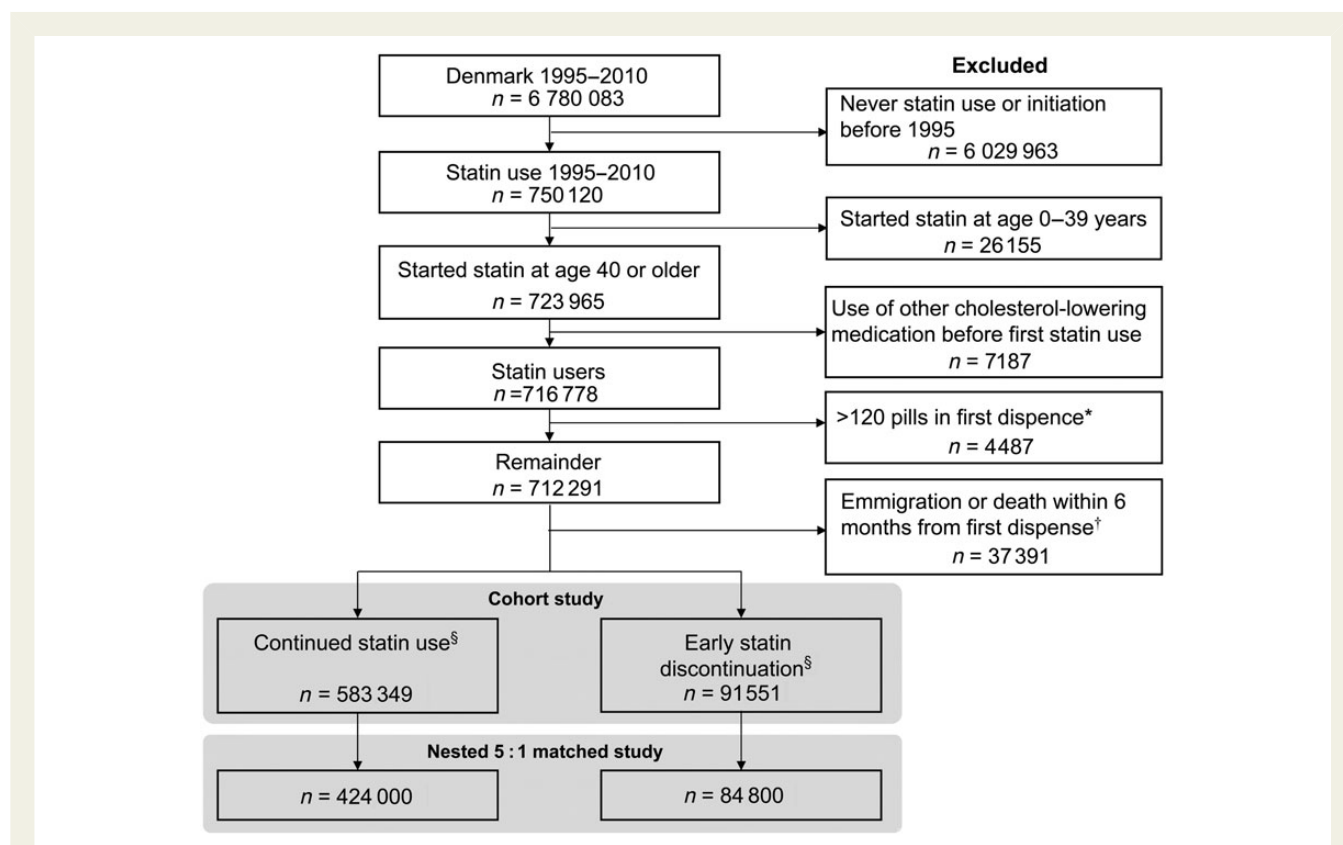 Denmark 1995–2010
n = 6 780 083
Excluded
Never statin use or initiation
before 1995
n = 6 029 963
Statin use 1995–2010
n = 750 120
Started statin at age 0–39 years
n = 26 155
Started statin at age 40 or older
n = 723 965
Use of other cholesterol-lowering
medication before first statin use
n = 7187
Statin users
n =716 778
>120 pills in first dispence*
n = 4487
Remainder
n = 712 291
Emmigration or death within 6
months from first dispense†
n = 37 391
Cohort study
Continued statin use§
n = 583 349
Early statin
discontinuation§
n = 91 551
Nested 5 : 1 matched study
n = 424 000
n = 84 800